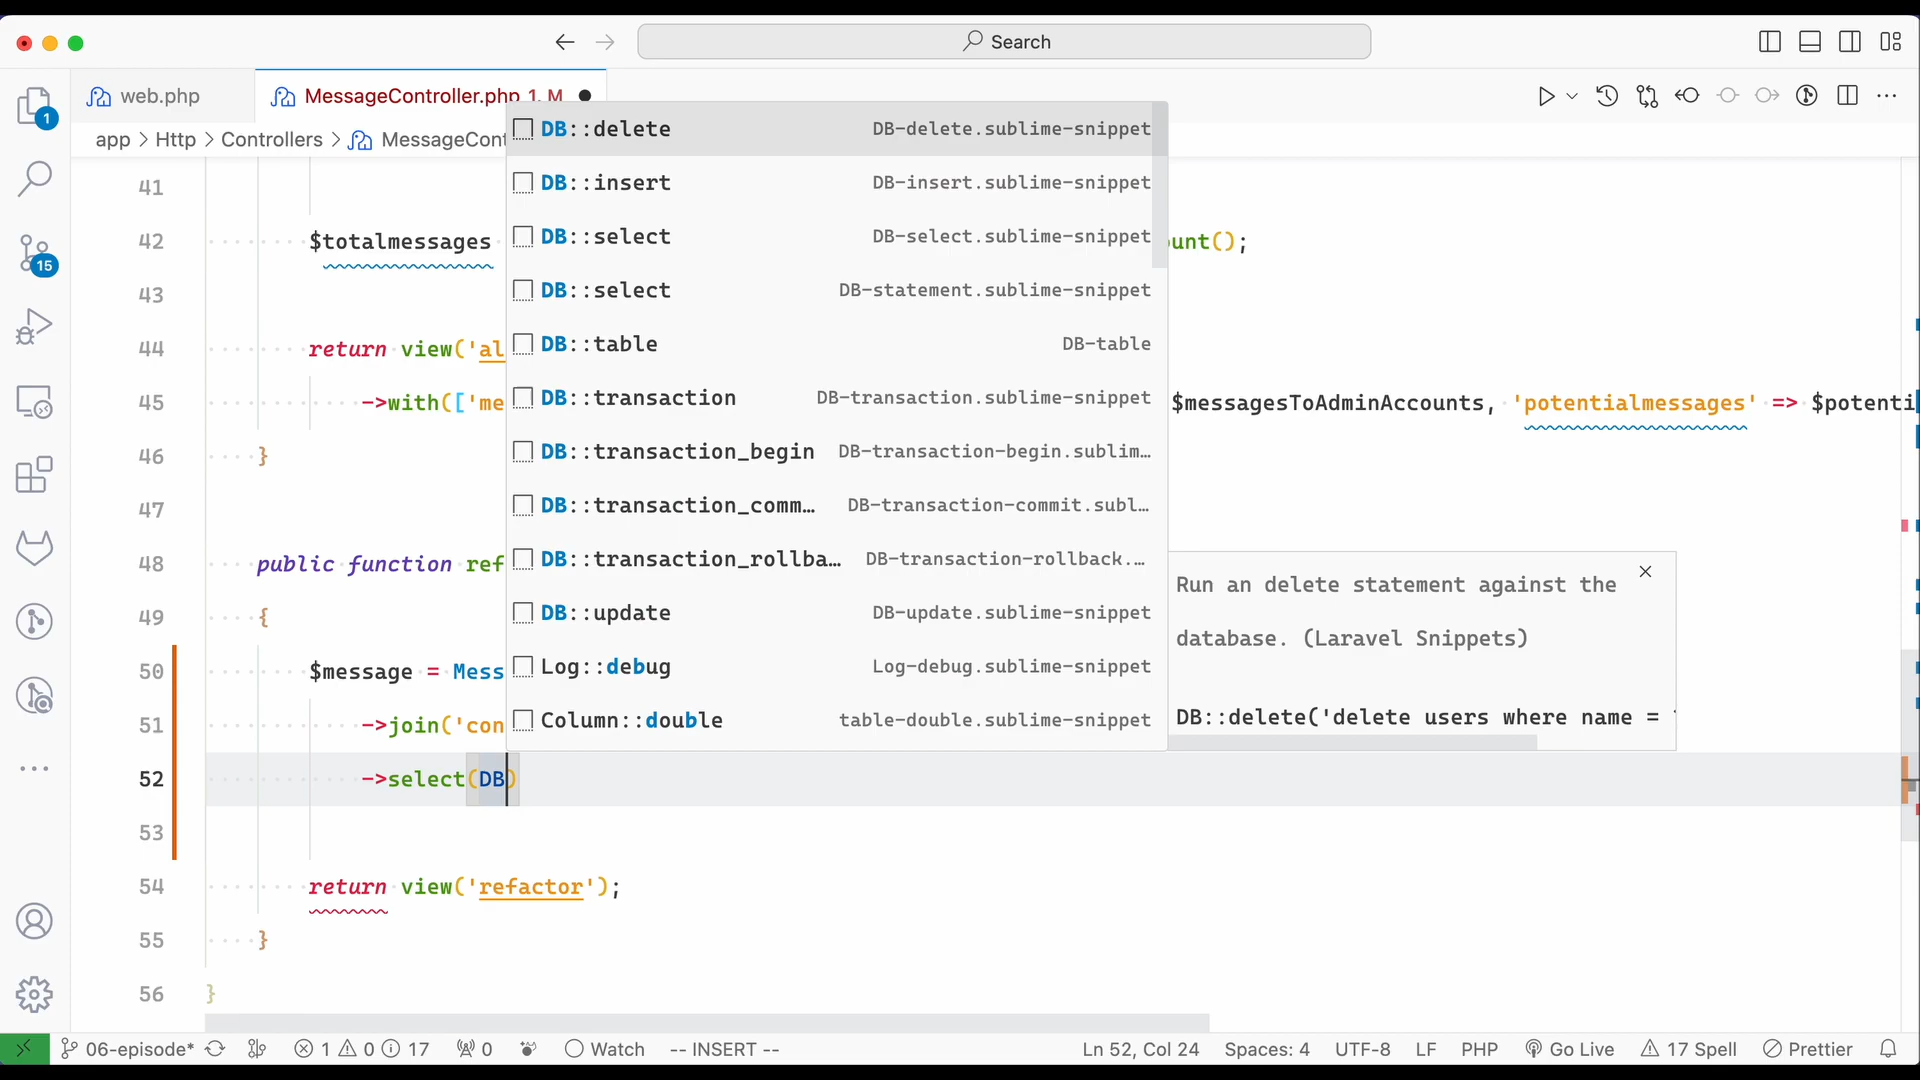 Search
web.php
MessageController.php 1, M
app > Http > Controllers > MessageCont
1
15
41
42 $totalmessages
unt();
43
44 return view('al
45 ->with(['me
$messagesToAdminAccounts, 'potentialmessages' => $potenti
46 }
47
48 public function ref
49 {
50 $message = Mess
51 ->join('con
52 ->select(DB)
53
54 return view('refactor');
55 }
56 }
DB::delete DB-delete.sublime-snippet
DB::insert DB-insert.sublime-snippet
DB::select DB-select.sublime-snippet
DB::select DB-statement.sublime-snippet
DB::table DB-table
DB::transaction DB-transaction.sublime-snippet
DB::transaction_begin DB-transaction-begin.sublim…
DB::transaction_comm… DB-transaction-commit.subl…
DB::transaction_rollba… DB-transaction-rollback.…
DB::update DB-update.sublime-snippet
Log::debug Log-debug.sublime-snippet
Column::double table-double.sublime-snippet
Run an delete statement against the
database. (Laravel Snippets)
DB::delete('delete users where name =
06-episode* 1 0 17 0 Watch -- INSERT -- Ln 52, Col 24 Spaces: 4 UTF-8 LF PHP Go Live 17 Spell Prettier